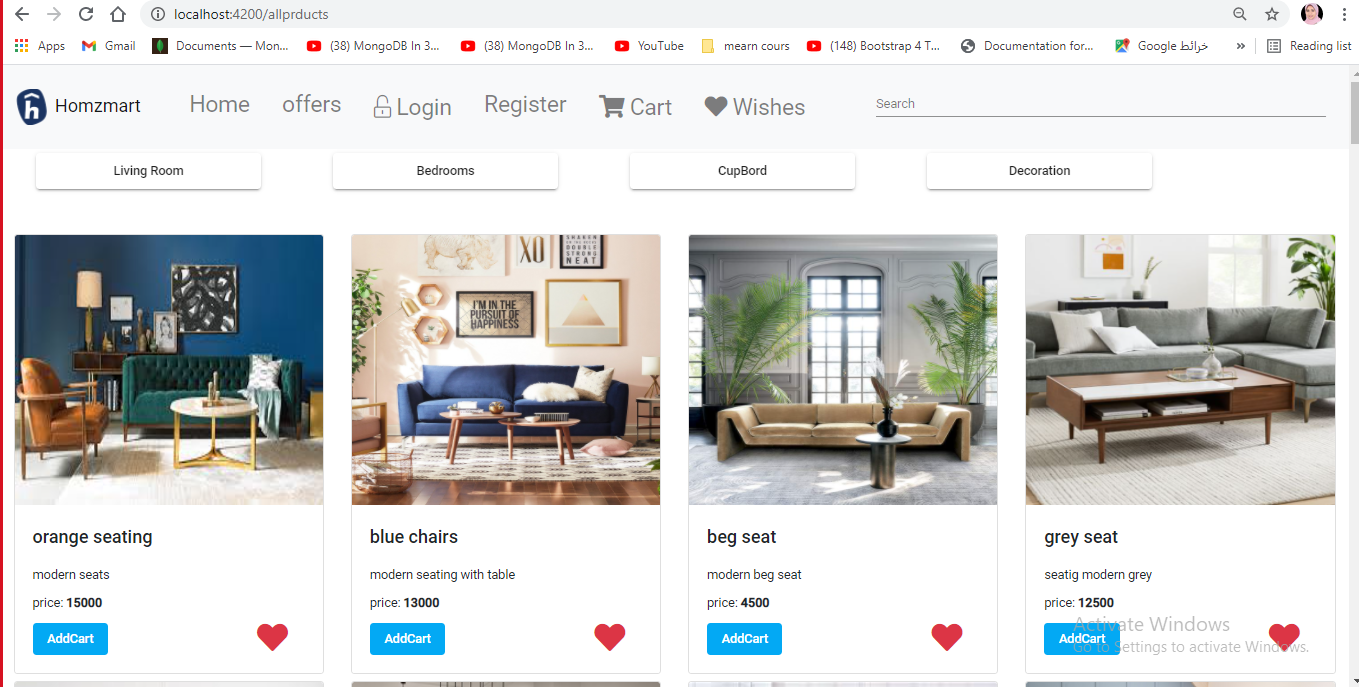 localhost:4200/allprducts
Apps Gmail Documents — Mon... (38) MongoDB In 3... (38) MongoDB In 3... YouTube mearn cours (148) Bootstrap 4 T... Documentation for... خرائط Google » Reading list
Homzmart Home offers Login Register Cart Wishes Search
Living Room Bedrooms CupBord Decoration
XO
DOUBLE
STRONG
NEAT
I'M IN THE
PURSUIT OF
HAPPINESS
orange seating blue chairs beg seat grey seat
modern seats modern seating with table modern beg seat seatig modern grey
price: 15000 price: 13000 price: 4500 price: 12500
AddCart AddCart AddCart AddCart
Activate Windows
Go to Settings to activate Windows.